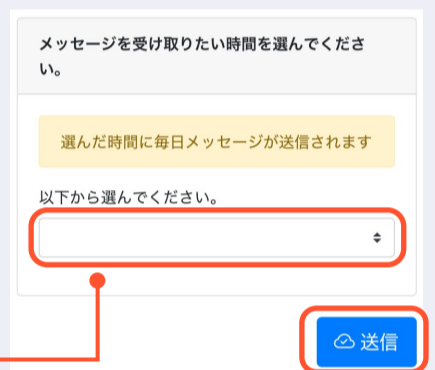 メッセージを受け取りたい時間を選んでくださ
い。
選んだ時間に毎日メッセージが送信されます
以下から選んでください。
送信